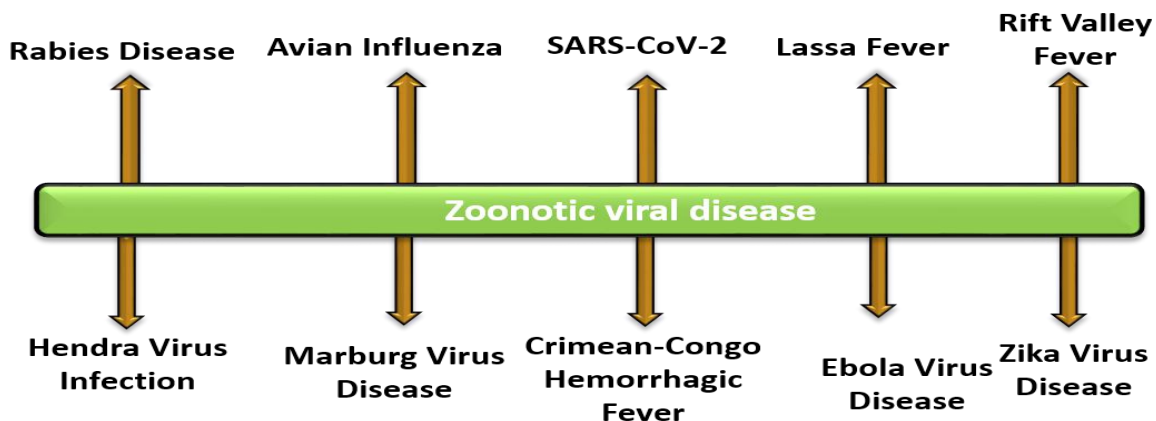 Rabies Disease
Avian Influenza
SARS-CoV-2
Lassa Fever
Rift Valley
Fever
Zoonotic viral disease
Hendra Virus
Infection
Marburg Virus
Disease
Crimean-Congo
Hemorrhagic
Fever
Ebola Virus
Disease
Zika Virus
Disease